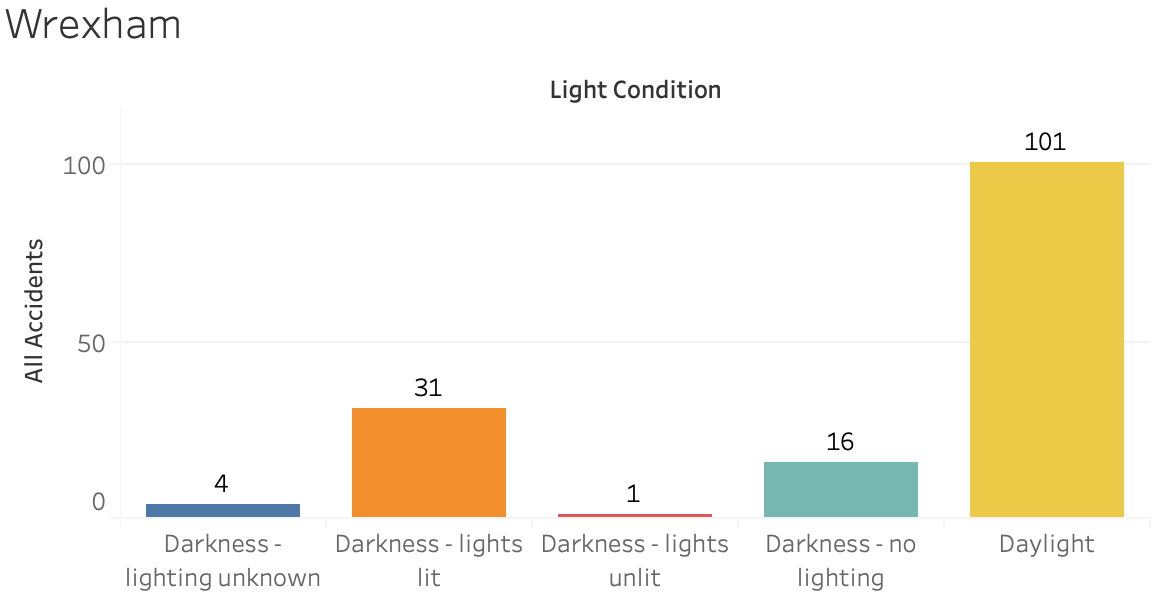 Wrexham
Light Condition
All Accidents
100
50
0
4
31
1
16
101
Darkness -
lighting unknown
Darkness - lights
lit
Darkness - lights
unlit
Darkness - no
lighting
Daylight